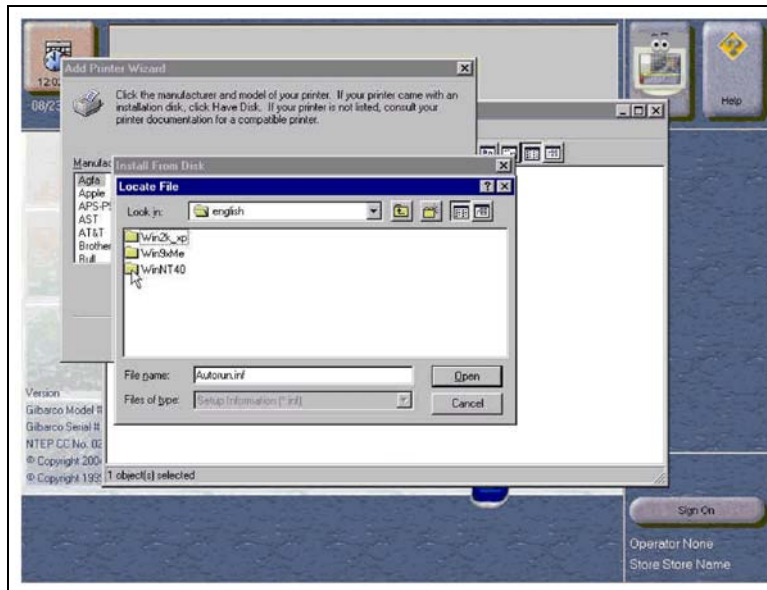 12:0
08/23
Help
Add Printer Wizard
Click the manufacturer and model of your printer. If your printer came with an
installation disk, click Have Disk. If your printer is not listed, consult your
printer documentation for a compatible printer.
Manufac
Agfa
Apple
APS-P
AST
AT&T
Brother
Bull
Install From Disk
Locate File
Look in:
english
Win2k_xp
Win9xMe
WinNT40
File name:
Autorun.inf
Open
Files of type:
Setup Information (*.inf)
Cancel
1 object(s) selected
Version
Gilbarco Model #
Gilbarco Serial #
NTEP CC No. 02
© Copyright 200
© Copyright 199
Sign On
Operator None
Store Store Name